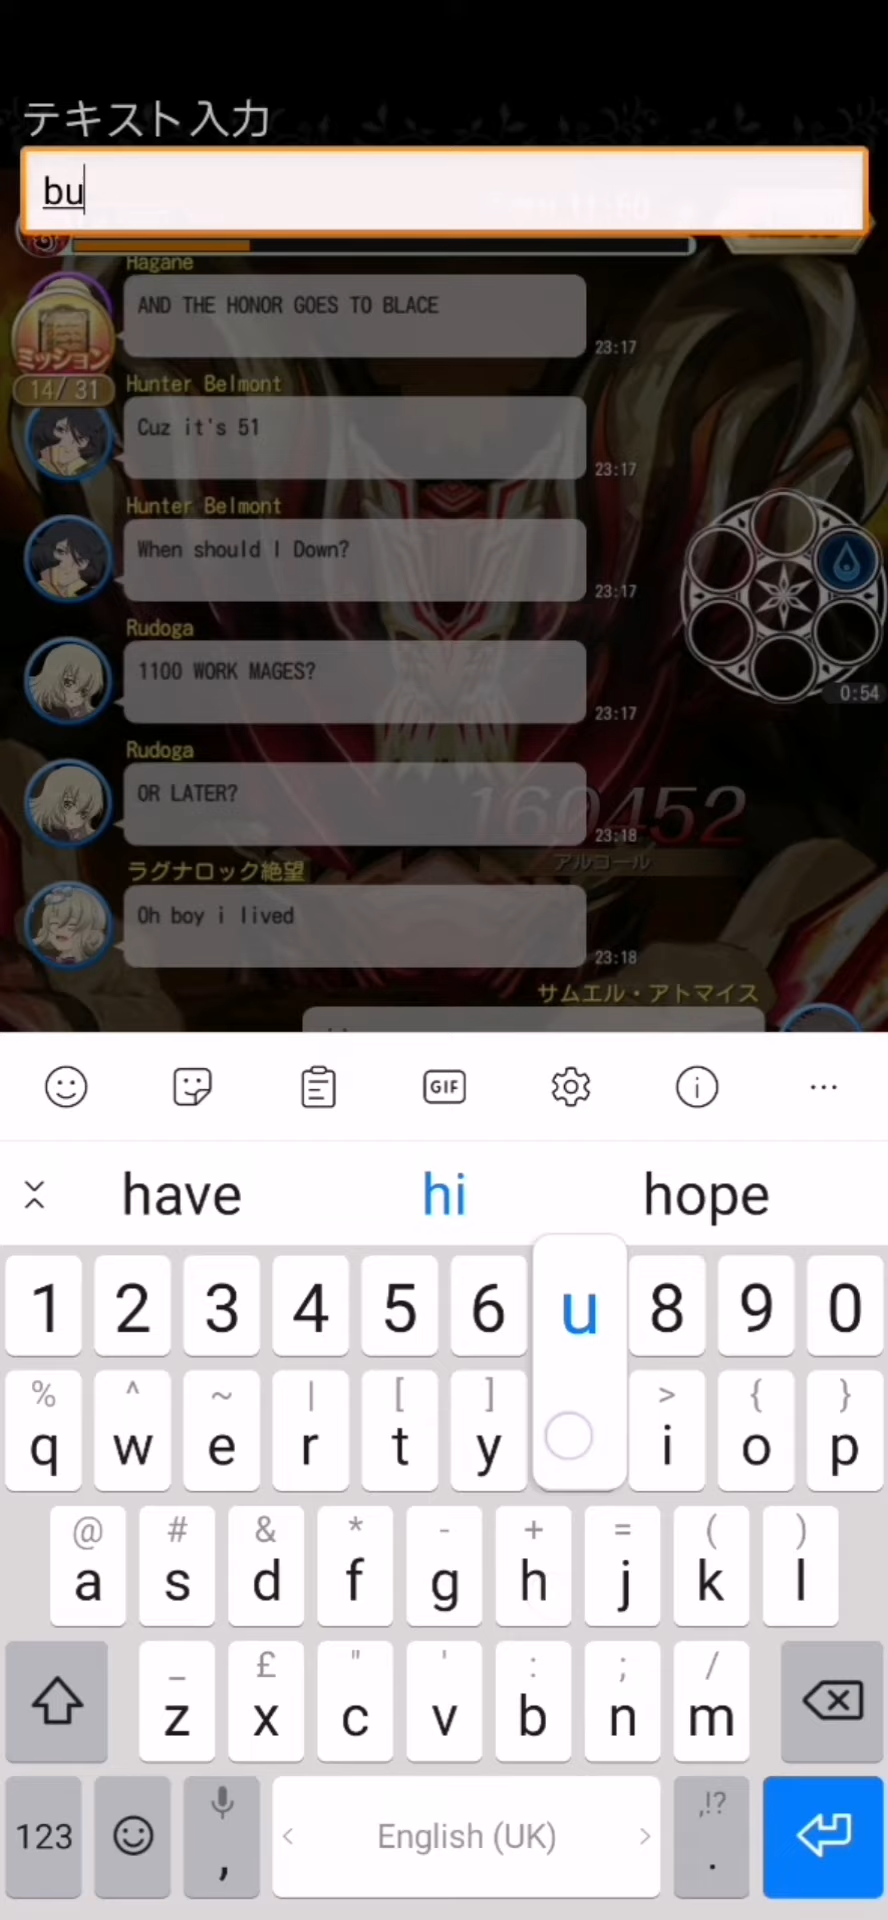 テキスト入力
bu
Hagane
AND THE HONOR GOES TO BLACE
23:17
ミッション
14/31
Hunter Belmont
Cuz it's 51
23:17
Hunter Belmont
When should I Down?
23:17
Rudoga
1100 WORK MAGES?
23:17
0:54
Rudoga
OR LATER?
23:18
160452
アルコール
ラグナロック絶望
Oh boy i lived
23:18
サムエル・アトマイス
GIF
have hi hope
1 2 3 4 5 6 u 8 9 0
% ^ ~ | [ ] > { }
q w e r t y i o p
@ # & * - + = ( )
a s d f g h j k l
_ £ " ' : ; /
z x c v b n m
,!?
123 , < English (UK) > .